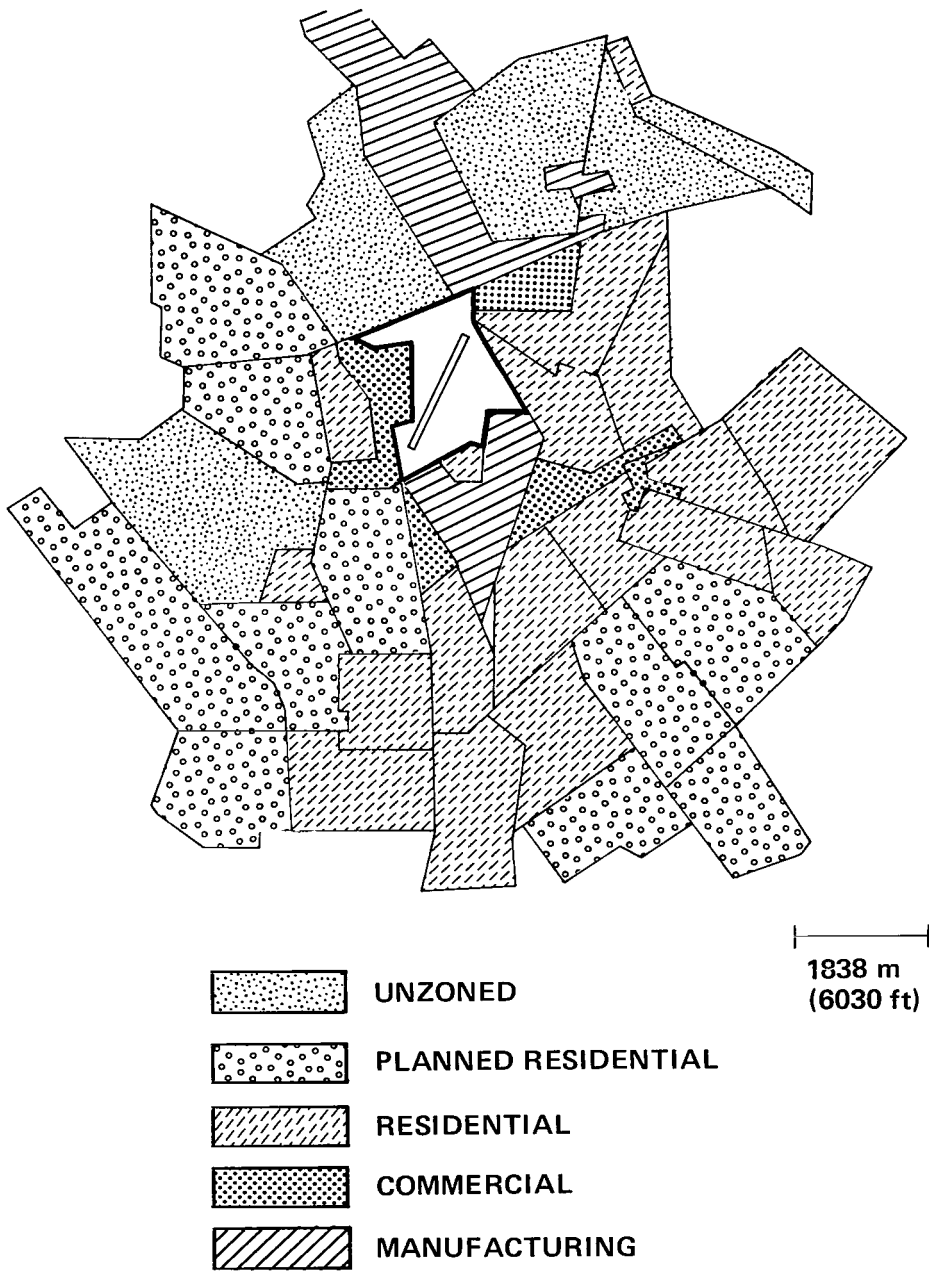 1838 m
(6030 ft)
UNZONED
PLANNED RESIDENTIAL
RESIDENTIAL
COMMERCIAL
MANUFACTURING